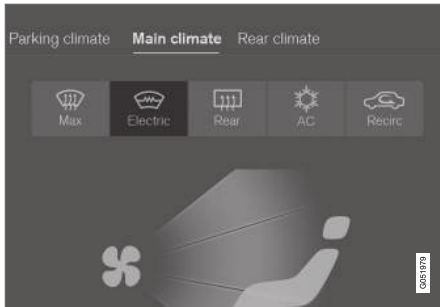 Parking climate Main climate Rear climate
Max Electric Rear AC Recirc
G051979